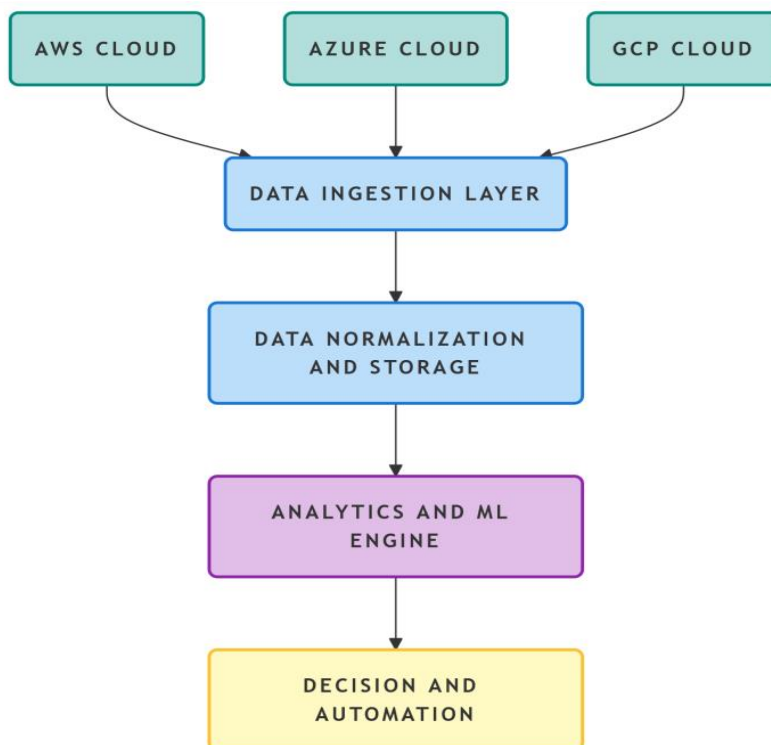 AWS CLOUD
AZURE CLOUD
GCP CLOUD
DATA INGESTION LAYER
DATA NORMALIZATION
AND STORAGE
ANALYTICS AND ML
ENGINE
DECISION AND
AUTOMATION